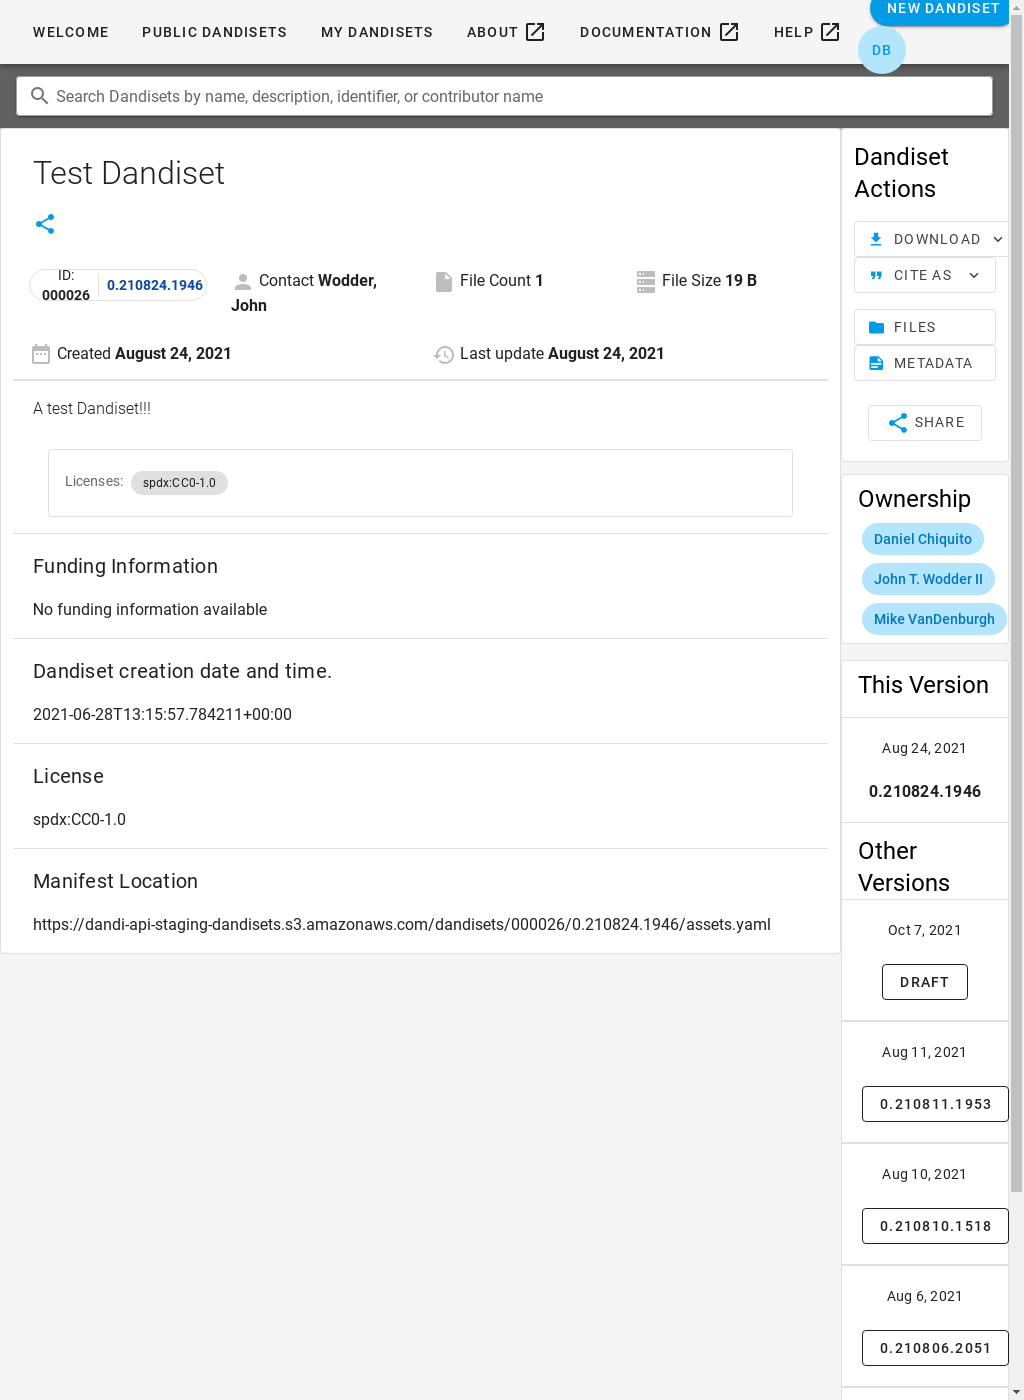 WELCOME PUBLIC DANDISETS MY DANDISETS ABOUT DOCUMENTATION HELP NEW DANDISET
DB
Search Dandisets by name, description, identifier, or contributor name
Test Dandiset
ID: 000026 0.210824.1946
Contact Wodder, John
File Count 1
File Size 19 B
Created August 24, 2021
Last update August 24, 2021
A test Dandiset!!!
Licenses: spdx:CC0-1.0
Funding Information
No funding information available
Dandiset creation date and time.
2021-06-28T13:15:57.784211+00:00
License
spdx:CC0-1.0
Manifest Location
https://dandi-api-staging-dandisets.s3.amazonaws.com/dandisets/000026/0.210824.1946/assets.yaml
Dandiset
Actions
DOWNLOAD
CITE AS
FILES
METADATA
SHARE
Ownership
Daniel Chiquito
John T. Wodder II
Mike VanDenburgh
This Version
Aug 24, 2021
0.210824.1946
Other
Versions
Oct 7, 2021
DRAFT
Aug 11, 2021
0.210811.1953
Aug 10, 2021
0.210810.1518
Aug 6, 2021
0.210806.2051